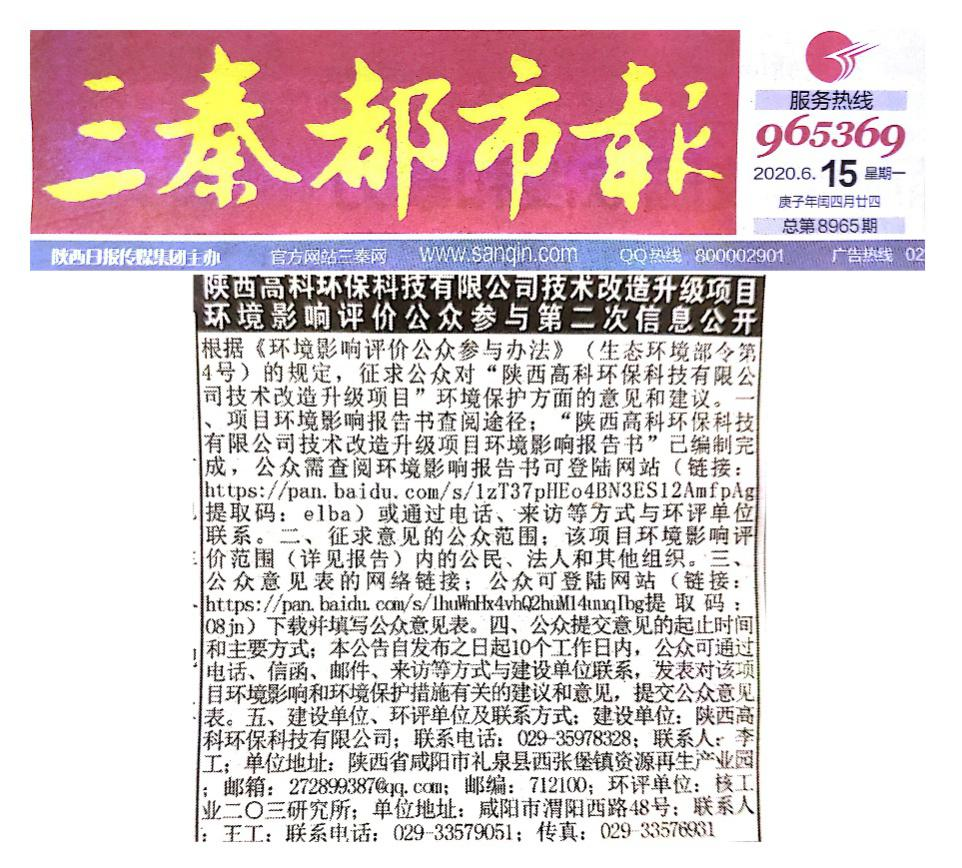 三秦都市报
服务热线
965369
2020.6.15 星期一
庚子年闰四月廿四
总第8965期
陕西日报传媒集团主办 官方网站三秦网 www.sanqin.com QQ热线 800002901 广告热线 02
陕西高科环保科技有限公司技术改造升级项目
环境影响评价公众参与第二次信息公开
根据《环境影响评价公众参与办法》（生态环境部令第
4号）的规定，征求公众对“陕西高科环保科技有限公
司技术改造升级项目”环境保护方面的意见和建议。一
、项目环境影响报告书查阅途径；“陕西高科环保科技
有限公司技术改造升级项目环境影响报告书”已编制完
成，公众需查阅环境影响报告书可登陆网站（链接：
https://pan.baidu.com/s/1zT37pHEo4BN3ES12AmfpAg
提取码：elba）或通过电话、来访等方式与环评单位
联系。二、征求意见的公众范围；该项目环境影响评
价范围（详见报告）内的公民、法人和其他组织。三、
公众意见表的网络链接；公众可登陆网站（链接：
https://pan.baidu.com/s/1huWnHx4vhQ2huM14uuqIbg提取码：
08jn）下载并填写公众意见表。四、公众提交意见的起止时间
和主要方式；本公告自发布之日起10个工作日内，公众可通过
电话、信函、邮件、来访等方式与建设单位联系，发表对该项
目环境影响和环境保护措施有关的建议和意见，提交公众意见
表。五、建设单位、环评单位及联系方式；建设单位：陕西高
科环保科技有限公司；联系电话：029-35978328；联系人：李
工；单位地址：陕西省咸阳市礼泉县西张堡镇资源再生产业园
；邮箱：272899387@qq.com；邮编：712100；环评单位：核工
业二〇三研究所；单位地址：咸阳市渭阳西路48号；联系人
：王工；联系电话：029-33579051；传真：029-33576931